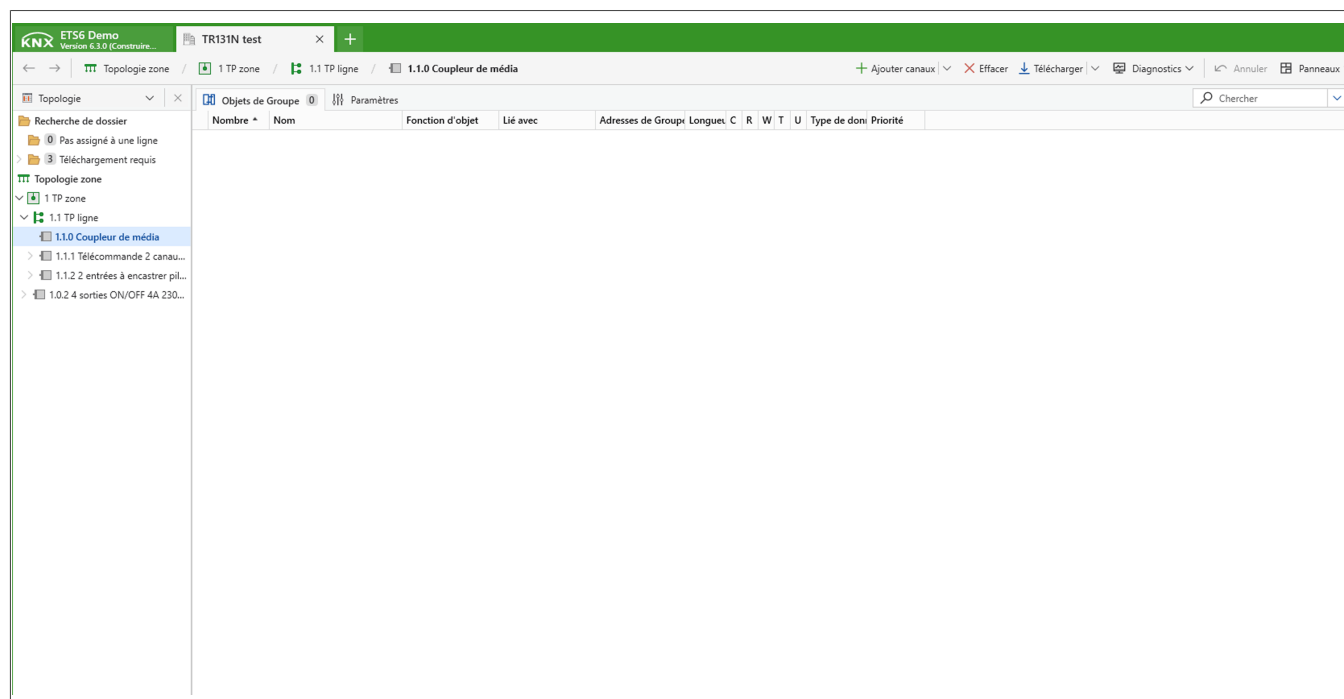 KNX ETS6 Demo
Version 6.3.0 (Construire...
TR131N test
Topologie zone / 1 TP zone / 1.1 TP ligne / 1.1.0 Coupleur de média
Ajouter canaux Effacer Télécharger Diagnostics Annuler Panneaux
Topologie
Objets de Groupe 0 Paramètres
Chercher
Nombre Nom Fonction d'objet Lié avec Adresses de Groupe Longueu C R W T U Type de donn Priorité
Recherche de dossier
0 Pas assigné à une ligne
3 Téléchargement requis
Topologie zone
1 TP zone
1.1 TP ligne
1.1.0 Coupleur de média
1.1.1 Télécommande 2 canau...
1.1.2 2 entrées à encastrer pil...
1.0.2 4 sorties ON/OFF 4A 230...